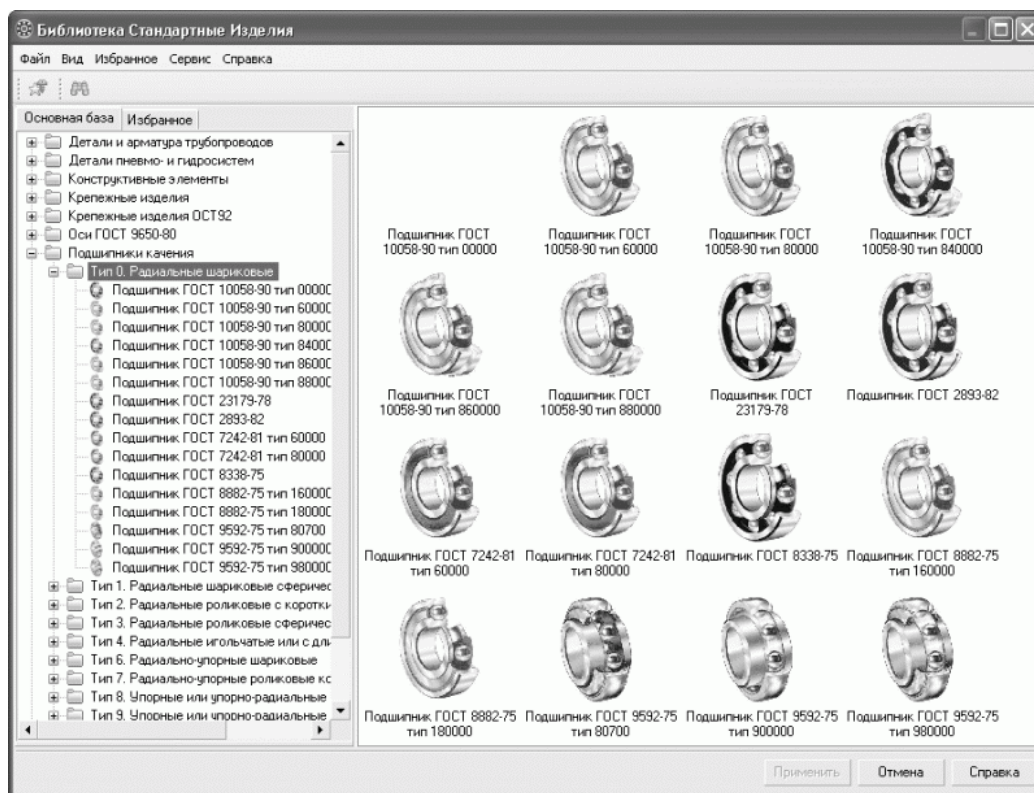 Библиотека Стандартные Изделия
Файл Вид Избранное Сервис Справка
Основная база Избранное
Детали и арматура трубопроводов
Детали пневмо- и гидросистем
Конструктивные элементы
Крепежные изделия
Крепежные изделия ОСТ92
Оси ГОСТ 9650-80
Подшипники качения
Тип 0. Радиальные шариковые
Подшипник ГОСТ 10058-90 тип 00000
Подшипник ГОСТ 10058-90 тип 60000
Подшипник ГОСТ 10058-90 тип 80000
Подшипник ГОСТ 10058-90 тип 84000
Подшипник ГОСТ 10058-90 тип 86000
Подшипник ГОСТ 10058-90 тип 88000
Подшипник ГОСТ 23179-78
Подшипник ГОСТ 2893-82
Подшипник ГОСТ 7242-81 тип 60000
Подшипник ГОСТ 7242-81 тип 80000
Подшипник ГОСТ 8338-75
Подшипник ГОСТ 8882-75 тип 160000
Подшипник ГОСТ 8882-75 тип 180000
Подшипник ГОСТ 9592-75 тип 80700
Подшипник ГОСТ 9592-75 тип 900000
Подшипник ГОСТ 9592-75 тип 980000
Тип 1. Радиальные шариковые сферичес
Тип 2. Радиальные роликовые с коротки
Тип 3. Радиальные роликовые сферичес
Тип 4. Радиальные игольчатые или с дли
Тип 6. Радиально-упорные шариковые
Тип 7. Радиально-упорные роликовые ко
Тип 8. Упорные или упорно-радиальные
Тип 9. Упорные или упорно-радиальные
Подшипник ГОСТ
10058-90 тип 00000
Подшипник ГОСТ
10058-90 тип 60000
Подшипник ГОСТ
10058-90 тип 80000
Подшипник ГОСТ
10058-90 тип 840000
Подшипник ГОСТ
10058-90 тип 860000
Подшипник ГОСТ
10058-90 тип 880000
Подшипник ГОСТ
23179-78
Подшипник ГОСТ 2893-82
Подшипник ГОСТ 7242-81
тип 60000
Подшипник ГОСТ 7242-81
тип 80000
Подшипник ГОСТ 8338-75
Подшипник ГОСТ 8882-75
тип 160000
Подшипник ГОСТ 8882-75
тип 180000
Подшипник ГОСТ 9592-75
тип 80700
Подшипник ГОСТ 9592-75
тип 900000
Подшипник ГОСТ 9592-75
тип 980000
Применить Отмена Справка